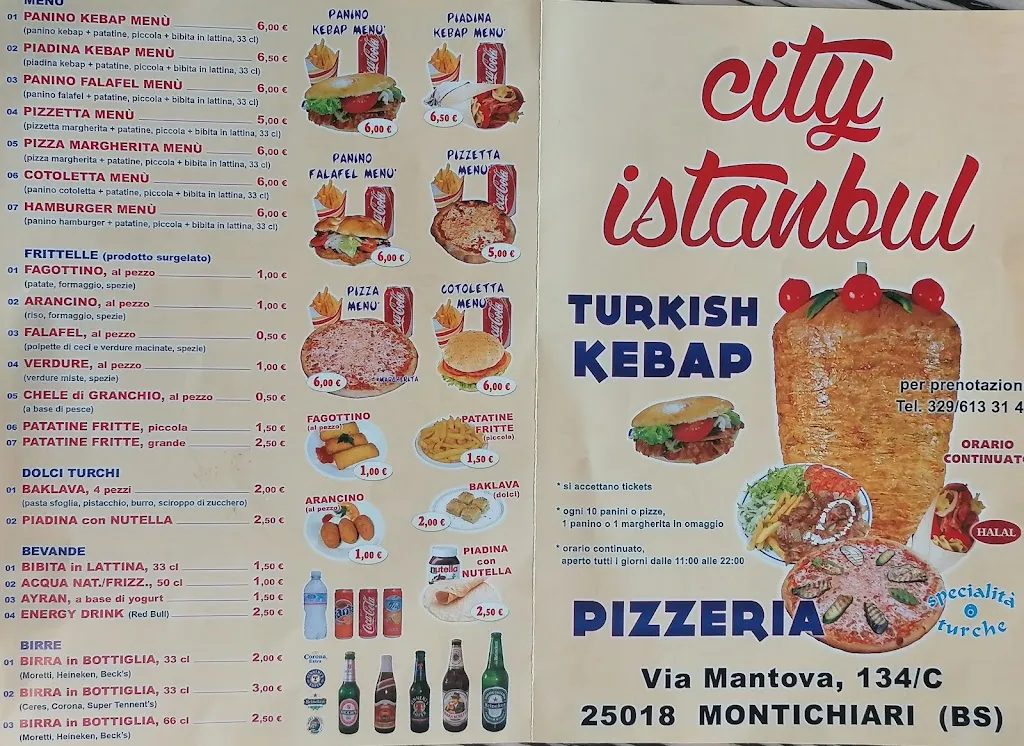 MENÙ
01 PANINO KEBAP MENÙ 6,00 €
(panino kebap + patatine, piccola + bibita in lattina, 33 cl)
02 PIADINA KEBAP MENÙ 6,50 €
(piadina kebap + patatine, piccola + bibita in lattina, 33 cl)
03 PANINO FALAFEL MENÙ 6,00 €
(panino falafel + patatine, piccola + bibita in lattina, 33 cl)
04 PIZZETTA MENÙ 5,00 €
(pizzetta margherita + patatine, piccola + bibita in lattina, 33 cl)
05 PIZZA MARGHERITA MENÙ 6,00 €
(pizza margherita + patatine, piccola + bibita in lattina, 33 cl)
06 COTOLETTA MENÙ 6,00 €
(panino cotoletta + patatine, piccola + bibita in lattina, 33 cl)
07 HAMBURGER MENÙ 6,00 €
(panino hamburger + patatine, piccola + bibita in lattina, 33 cl)
FRITTELLE (prodotto surgelato)
01 FAGOTTINO, al pezzo 1,00 €
(patate, formaggio, spezie)
02 ARANCINO, al pezzo 1,00 €
(riso, formaggio, spezie)
03 FALAFEL, al pezzo 0,50 €
(polpette di ceci e verdure macinate, spezie)
04 VERDURE, al pezzo 1,00 €
(verdure miste, spezie)
05 CHELE di GRANCHIO, al pezzo 0,50 €
(a base di pesce)
06 PATATINE FRITTE, piccola 1,50 €
07 PATATINE FRITTE, grande 2,50 €
DOLCI TURCHI
01 BAKLAVA, 4 pezzi 2,00 €
(pasta sfoglia, pistacchio, burro, sciroppo di zucchero)
02 PIADINA con NUTELLA 2,50 €
BEVANDE
01 BIBITA in LATTINA, 33 cl 1,50 €
02 ACQUA NAT./FRIZZ., 50 cl 1,00 €
03 AYRAN, a base di yogurt 1,50 €
04 ENERGY DRINK (Red Bull) 2,50 €
BIRRE
01 BIRRA in BOTTIGLIA, 33 cl 2,00 €
(Moretti, Heineken, Beck's)
02 BIRRA in BOTTIGLIA, 33 cl 3,00 €
(Ceres, Corona, Super Tennent's)
03 BIRRA in BOTTIGLIA, 66 cl 2,50 €
(Moretti, Heineken, Beck's)
PANINO
KEBAP MENU'
Coca-Cola
6,00 €
PIADINA
KEBAP MENU'
Coca-Cola
6,50 €
PANINO
FALAFEL MENU'
Coca-Cola
6,00 €
PIZZETTA
MENU'
Coca-Cola
5,00 €
PIZZA
MENU'
Coca-Cola
6,00 €
*MARGHERITA
COTOLETTA
MENU'
Coca-Cola
6,00 €
FAGOTTINO
(al pezzo)
1,00 €
PATATINE
FRITTE
(piccola)
1,50 €
ARANCINO
(al pezzo)
1,00 €
BAKLAVA
(dolci)
2,00 €
nutella
PIADINA
con
NUTELLA
2,50 €
Coca-Cola
Corona
Extra
city
istanbul
TURKISH
KEBAP
per prenotazion
Tel. 329/613 31 4
ORARIO
CONTINUATO
* si accettano tickets
* ogni 10 panini o pizze,
1 panino o 1 margherita in omaggio
* orario continuato,
aperto tutti i giorni dalle 11:00 alle 22:00
HALAL
PIZZERIA
specialità
turche
Via Mantova, 134/C
25018 MONTICHIARI (BS)